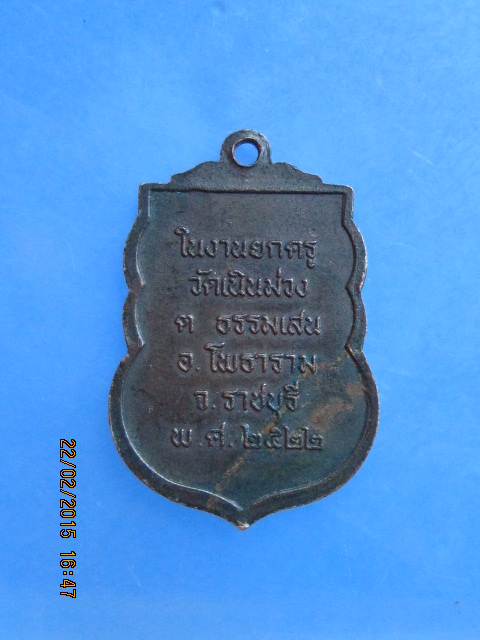 ในงานยกครู
วัดเนินม่วง
ต ธรรมเสน
อ.โพธาราม
จ.ราชบุรี
พ.ศ.๒๕๒๒
22/02/2015 16:47